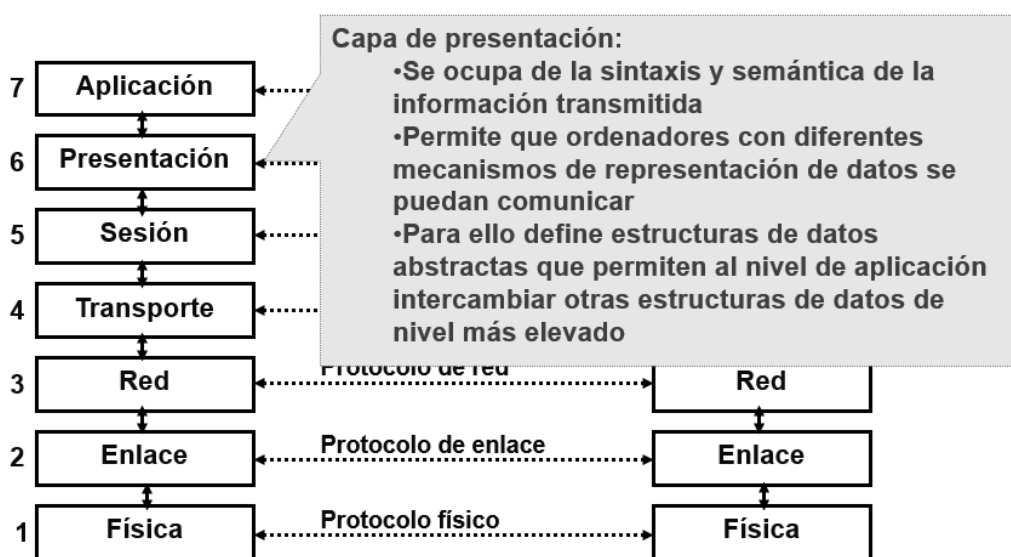 Capa de presentación:
•Se ocupa de la sintaxis y semántica de la
información transmitida
•Permite que ordenadores con diferentes
mecanismos de representación de datos se
puedan comunicar
•Para ello define estructuras de datos
abstractas que permiten al nivel de aplicación
intercambiar otras estructuras de datos de
nivel más elevado
7 Aplicación
6 Presentación
5 Sesión
4 Transporte
3 Red Protocolo de red Red
2 Enlace Protocolo de enlace Enlace
1 Física Protocolo físico Física